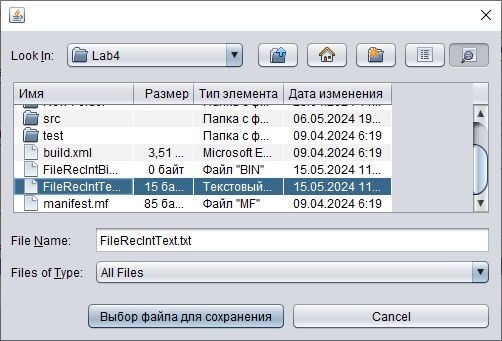 Look In: Lab4
Имя Размер Тип элемента Дата изменения
src Папка с ф... 06.05.2024 19...
test Папка с ф... 09.04.2024 6:19
build.xml 3,51 ... Microsoft E... 09.04.2024 6:19
FileRecIntBi... 0 байт Файл "BIN" 15.05.2024 11...
FileRecIntTe... 15 ба... Текстовый... 15.05.2024 11...
manifest.mf 85 ба... Файл "MF" 09.04.2024 6:19
File Name: FileRecIntText.txt
Files of Type: All Files
Выбор файла для сохранения Cancel